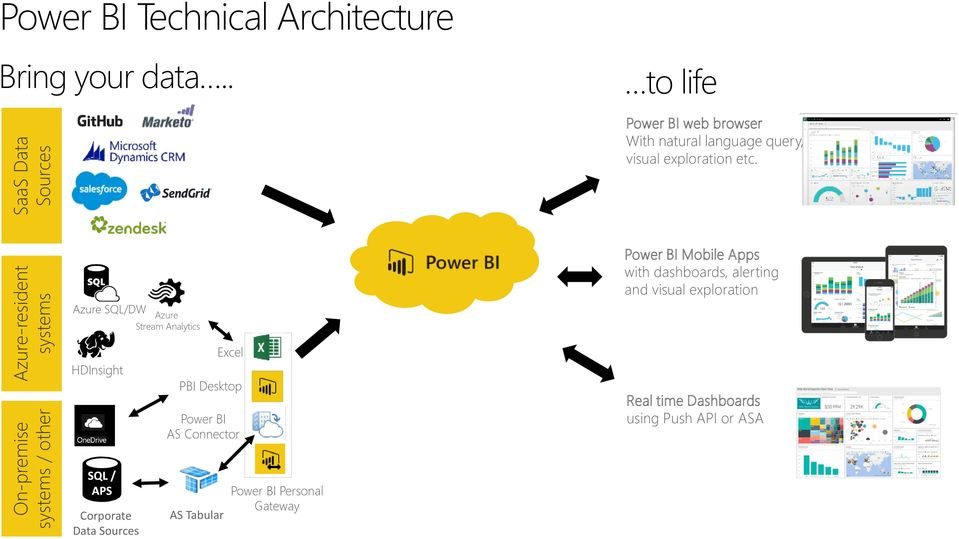 Power BI Technical Architecture
Bring your data…..
…to life
SaaS Data
Sources
GitHub
Marketo
Microsoft
Dynamics CRM
salesforce
SendGrid
zendesk
Azure-resident
systems
SQL
Azure SQL/DW
Azure
Stream Analytics
HDInsight
On-premise
systems / other
OneDrive
SQL /
APS
Corporate
Data Sources
AS Tabular
Excel
X
PBI Desktop
Power BI
AS Connector
Power BI Personal
Gateway
Power BI
Power BI web browser
With natural language query,
visual exploration etc.
Power BI Mobile Apps
with dashboards, alerting
and visual exploration
Real time Dashboards
using Push API or ASA